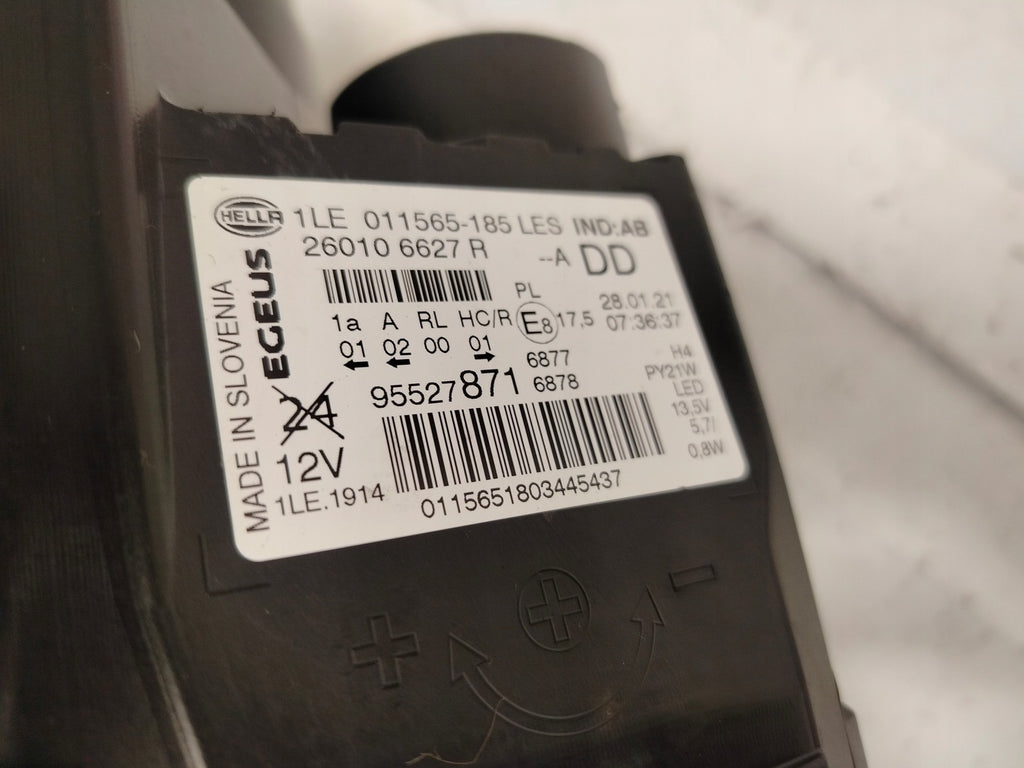 HELLA 1LE 011565-185 LES IND:AB
26010 6627 R --A DD
MADE IN SLOVENIA
EGEUS
PL
28.01.21
1a A RL HC/R E8 17,5 07:36:37
01 02 00 01
6877
H4
PY21W
LED
13,5V
5,7/
0,8W
95527871 6878
24
12V
1LE.1914
0115651803445437